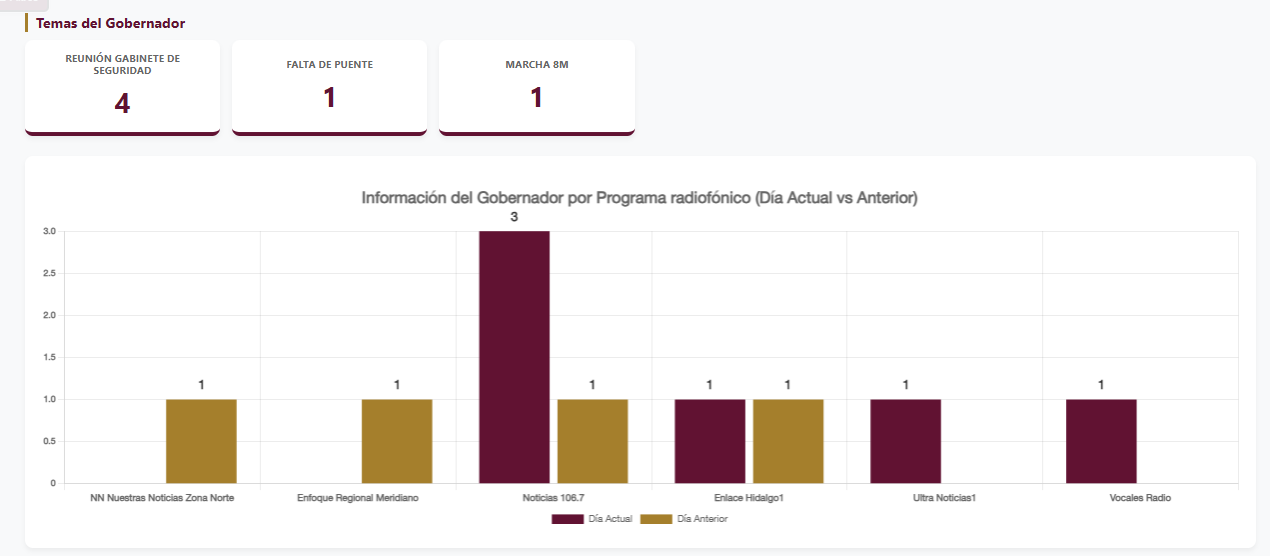 Temas del Gobernador
REUNIÓN GABINETE DE
SEGURIDAD
4
FALTA DE PUENTE
1
MARCHA 8M
1
Información del Gobernador por Programa radiofónico (Día Actual vs Anterior)
3.0
2.5
2.0
1.5
1.0
0.5
0
1
1
3
1
1
1
1
1
NN Nuestras Noticias Zona Norte
Enfoque Regional Meridiano
Noticias 106.7
Enlace Hidalgo1
Ultra Noticias1
Vocales Radio
Día Actual
Día Anterior